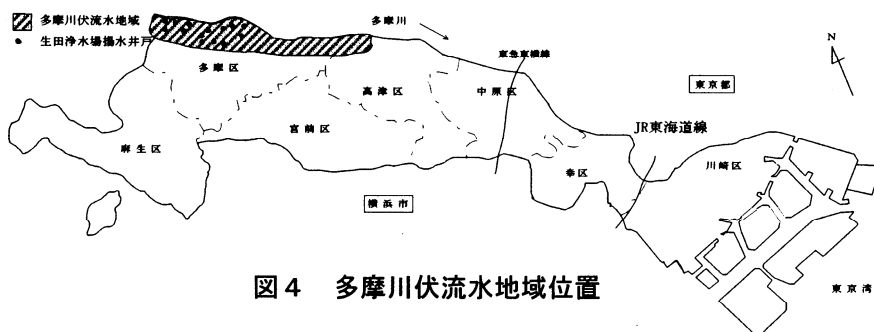 多摩川伏流水地域
生田浄水場揚水井戸
多摩川
東急東横線
N
多摩区
高津区
中原区
東京都
JR東海道線
麻生区
宮前区
川崎区
幸区
横浜市
東京湾
図4 多摩川伏流水地域位置